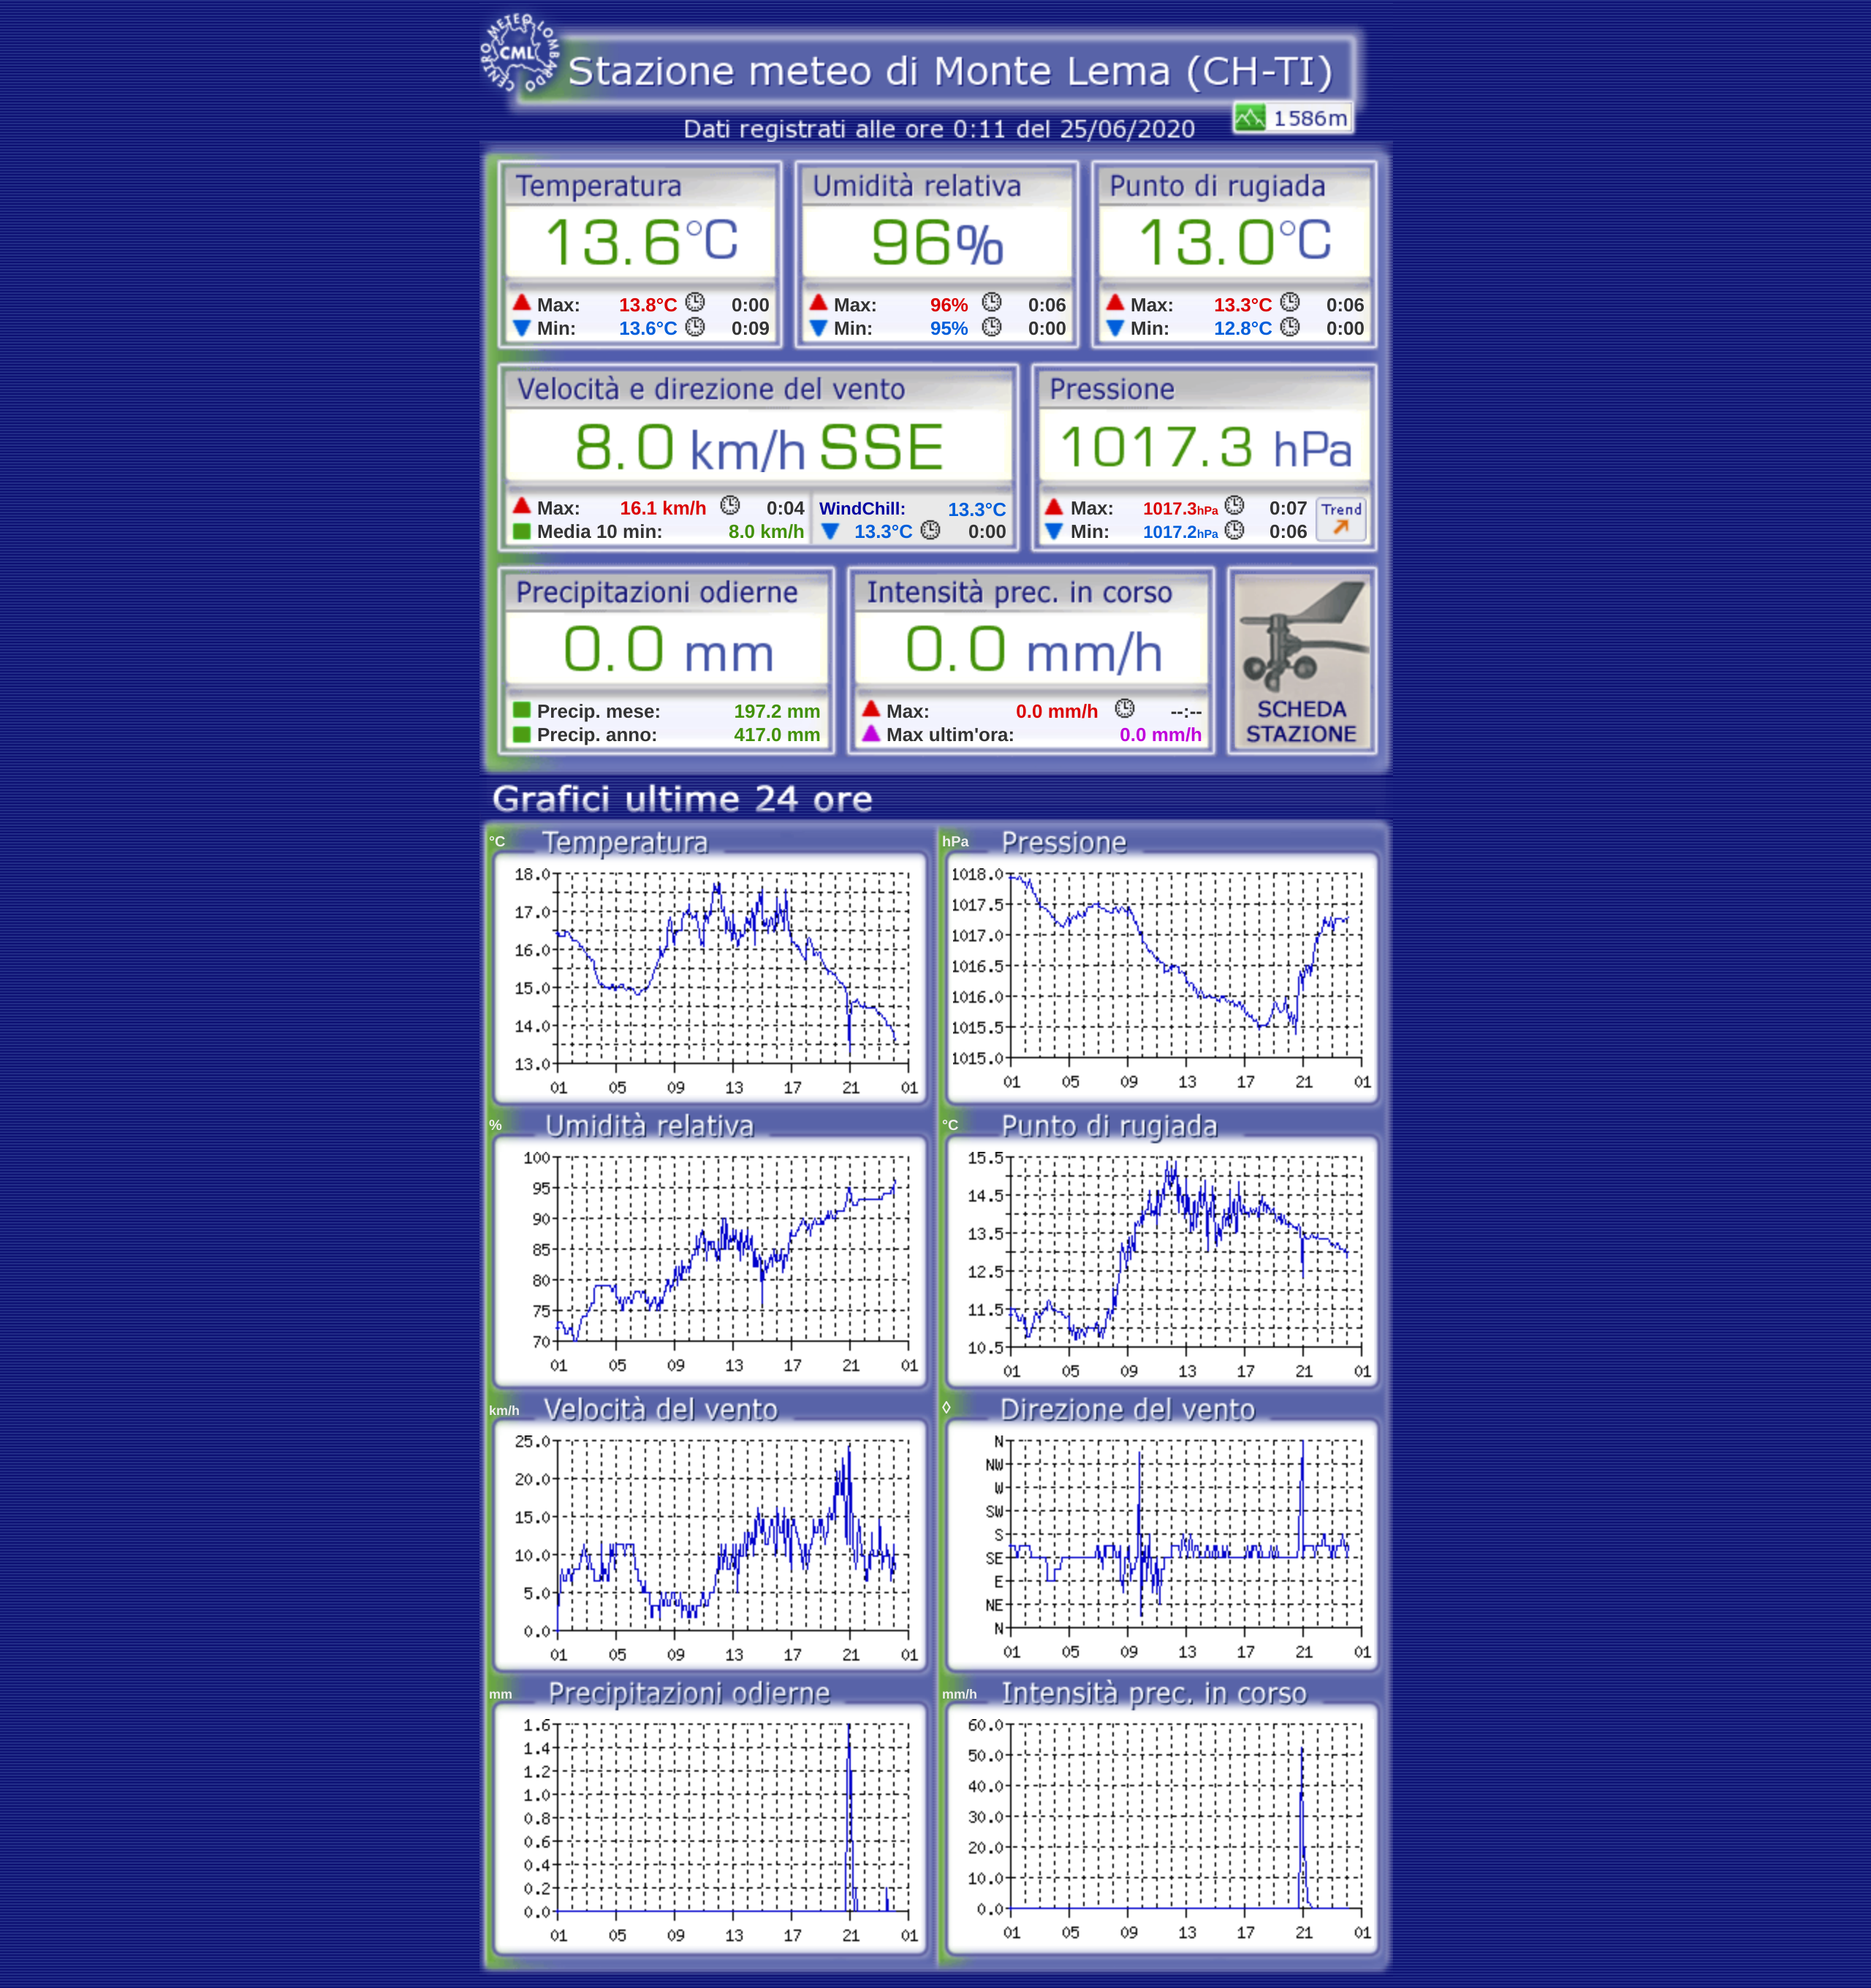 CENTRO METEO LOMBARDO
CML
Stazione meteo di Monte Lema (CH-TI)
1586m
Dati registrati alle ore 0:11 del 25/06/2020
Temperatura
13.6°C
Max: 13.8°C 0:00
Min: 13.6°C 0:09
Umidità relativa
96%
Max: 96% 0:06
Min: 95% 0:00
Punto di rugiada
13.0°C
Max: 13.3°C 0:06
Min: 12.8°C 0:00
Velocità e direzione del vento
8.0 km/h SSE
Max: 16.1 km/h 0:04
Media 10 min: 8.0 km/h
WindChill: 13.3°C
13.3°C 0:00
Pressione
1017.3 hPa
Max: 1017.3hPa 0:07
Min: 1017.2hPa 0:06
Trend
Precipitazioni odierne
0.0 mm
Precip. mese: 197.2 mm
Precip. anno: 417.0 mm
Intensità prec. in corso
0.0 mm/h
Max: 0.0 mm/h --:--
Max ultim'ora: 0.0 mm/h
SCHEDA
STAZIONE
Grafici ultime 24 ore
°C Temperatura
18.0
17.0
16.0
15.0
14.0
13.0
01 05 09 13 17 21 01
hPa Pressione
1018.0
1017.5
1017.0
1016.5
1016.0
1015.5
1015.0
01 05 09 13 17 21 01
% Umidità relativa
100
95
90
85
80
75
70
01 05 09 13 17 21 01
°C Punto di rugiada
15.5
14.5
13.5
12.5
11.5
10.5
01 05 09 13 17 21 01
km/h Velocità del vento
25.0
20.0
15.0
10.0
5.0
0.0
01 05 09 13 17 21 01
◊ Direzione del vento
N
NW
W
SW
S
SE
E
NE
N
01 05 09 13 17 21 01
mm Precipitazioni odierne
1.6
1.4
1.2
1.0
0.8
0.6
0.4
0.2
0.0
01 05 09 13 17 21 01
mm/h Intensità prec. in corso
60.0
50.0
40.0
30.0
20.0
10.0
0.0
01 05 09 13 17 21 01